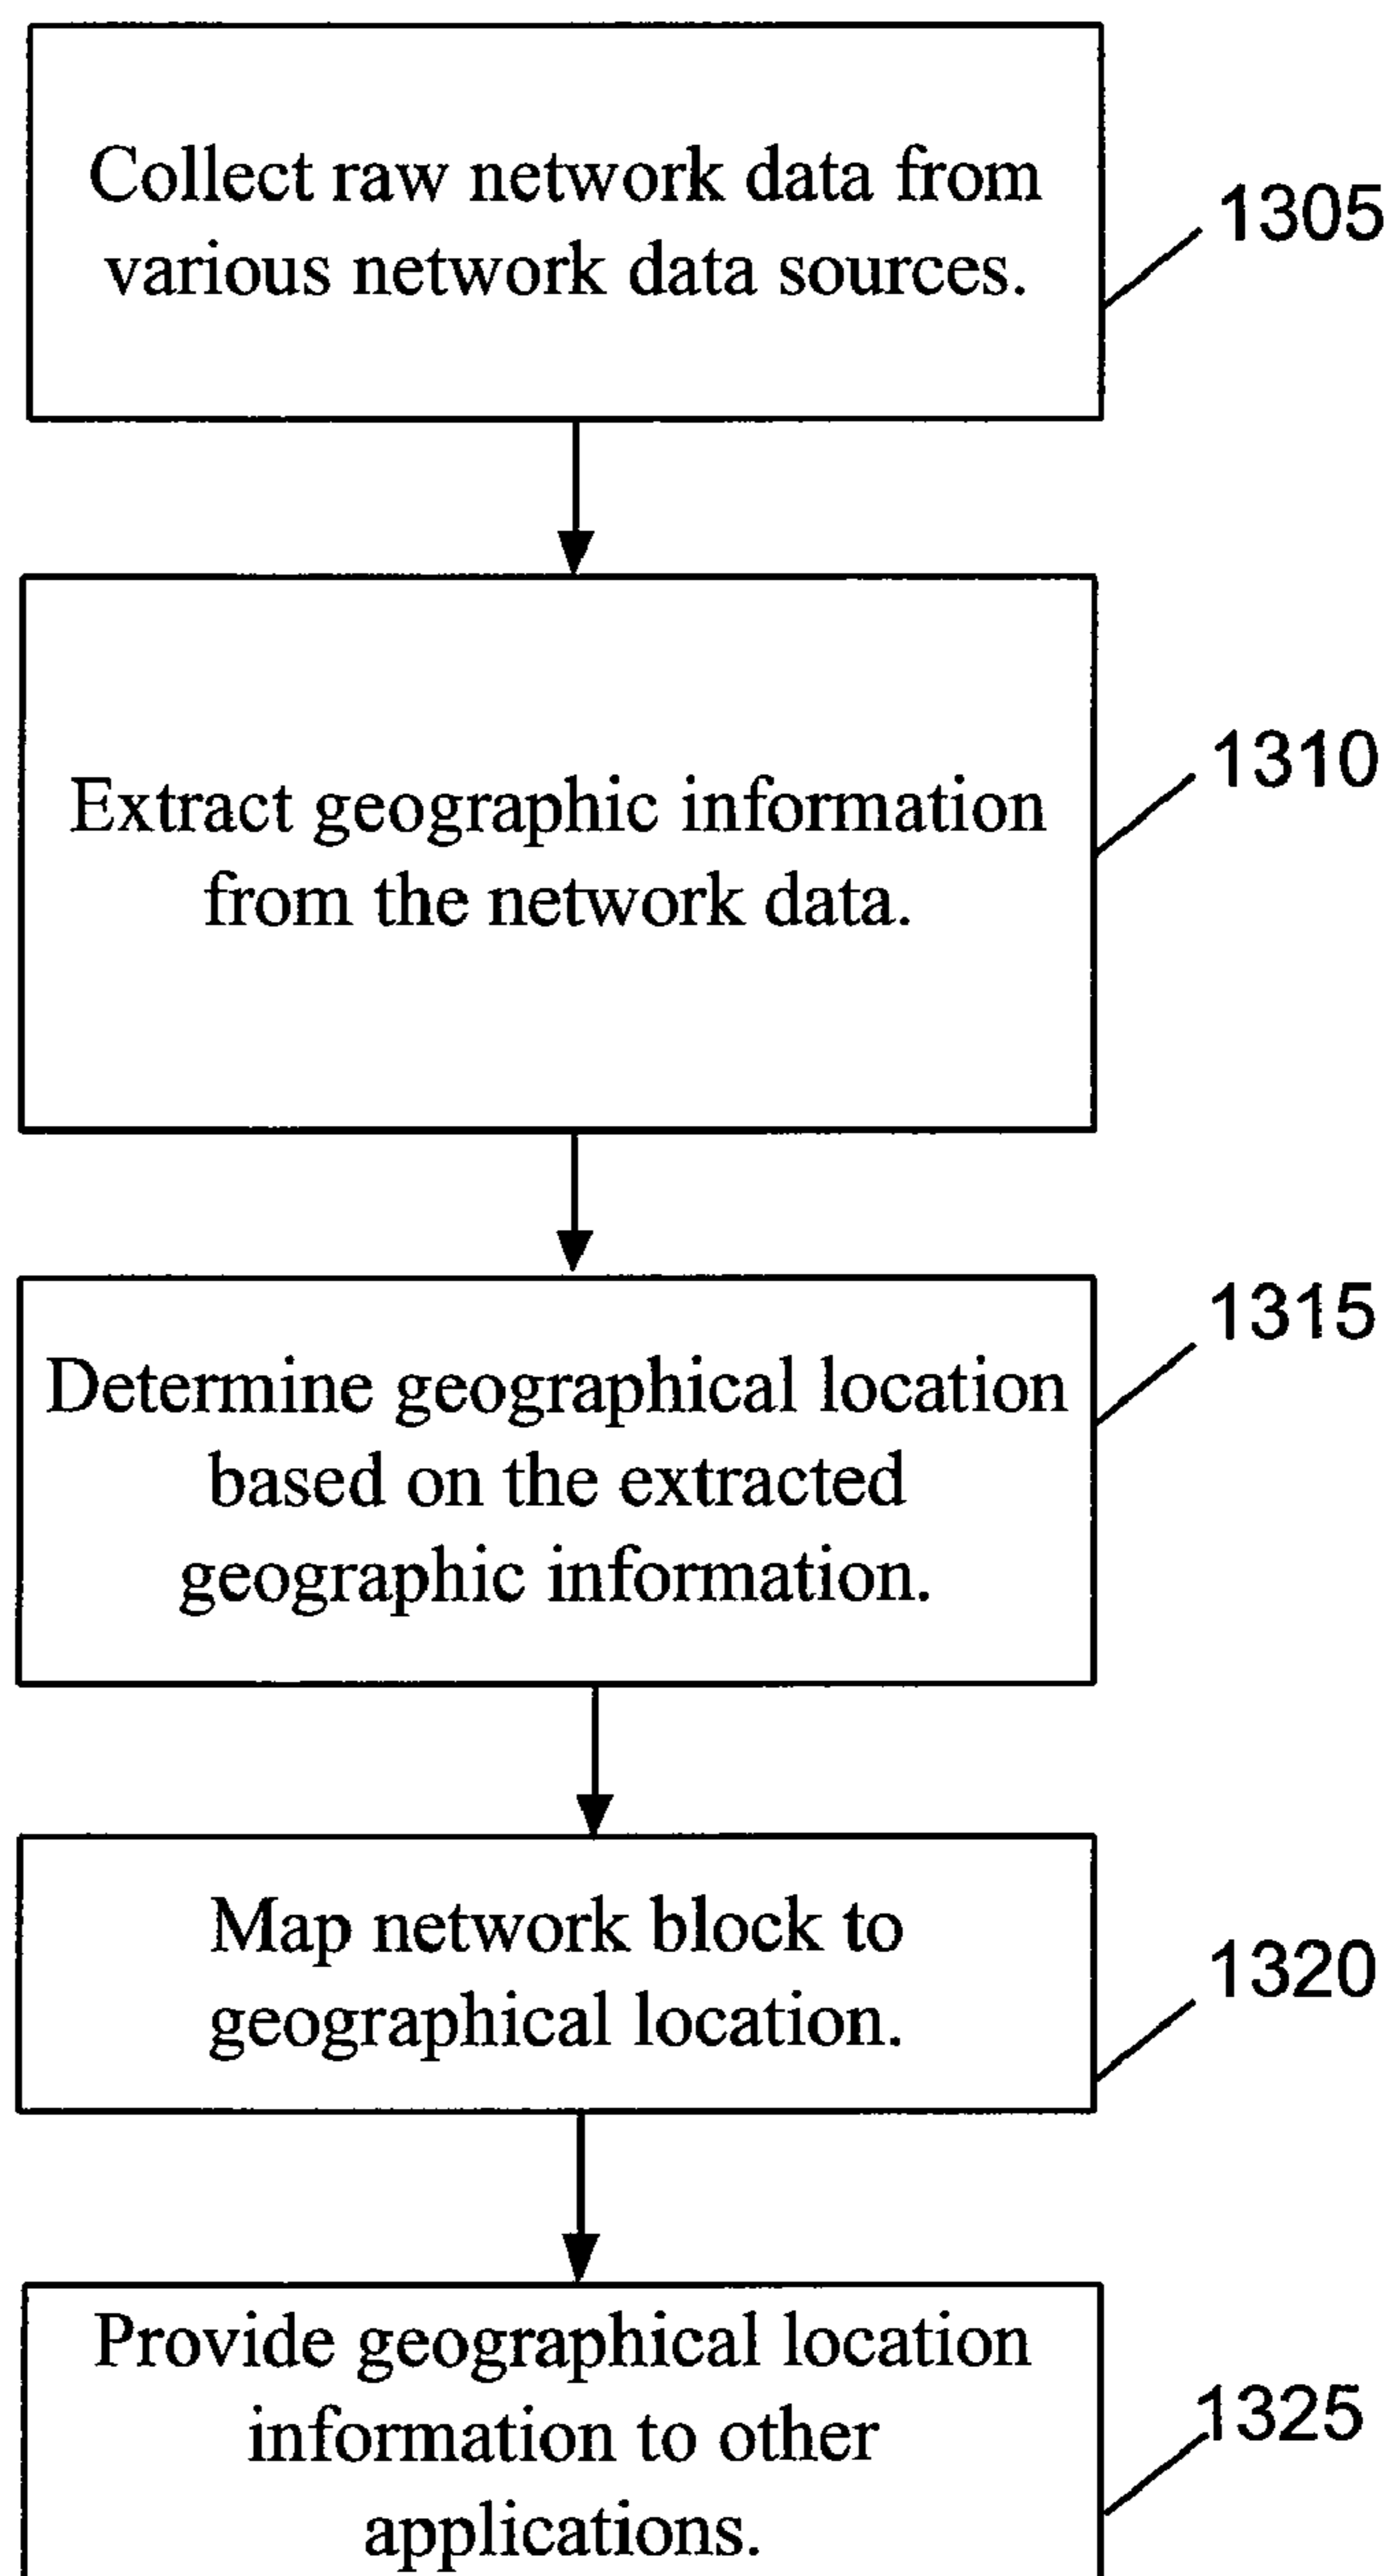 Collect raw network data from
various network data sources.
1305
Extract geographic information
from the network data.
1310
Determine geographical location
based on the extracted
geographic information.
1315
Map network block to
geographical location.
1320
Provide geographical location
information to other
applications.
1325